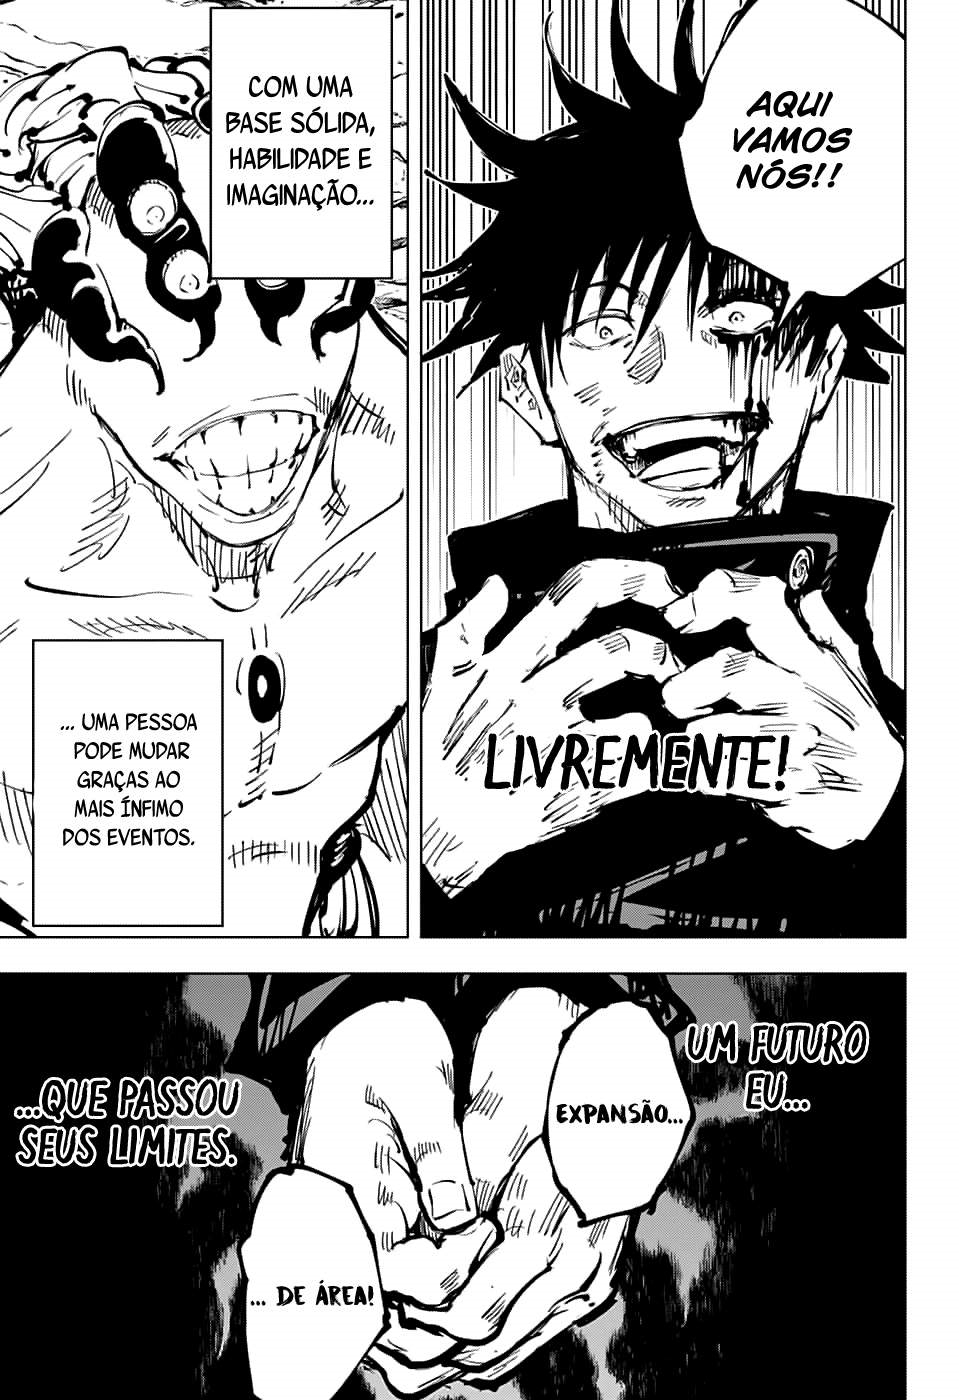 AQUI
VAMOS
NÓS!!
LIVREMENTE!
COM UMA
BASE SÓLIDA,
HABILIDADE E
IMAGINAÇÃO...
... UMA PESSOA
PODE MUDAR
GRAÇAS AO
MAIS ÍNFIMO
DOS EVENTOS.
UM FUTURO
EU...
EXPANSÃO...
...QUE PASSOU
SEUS LIMITES.
... DE ÁREA!